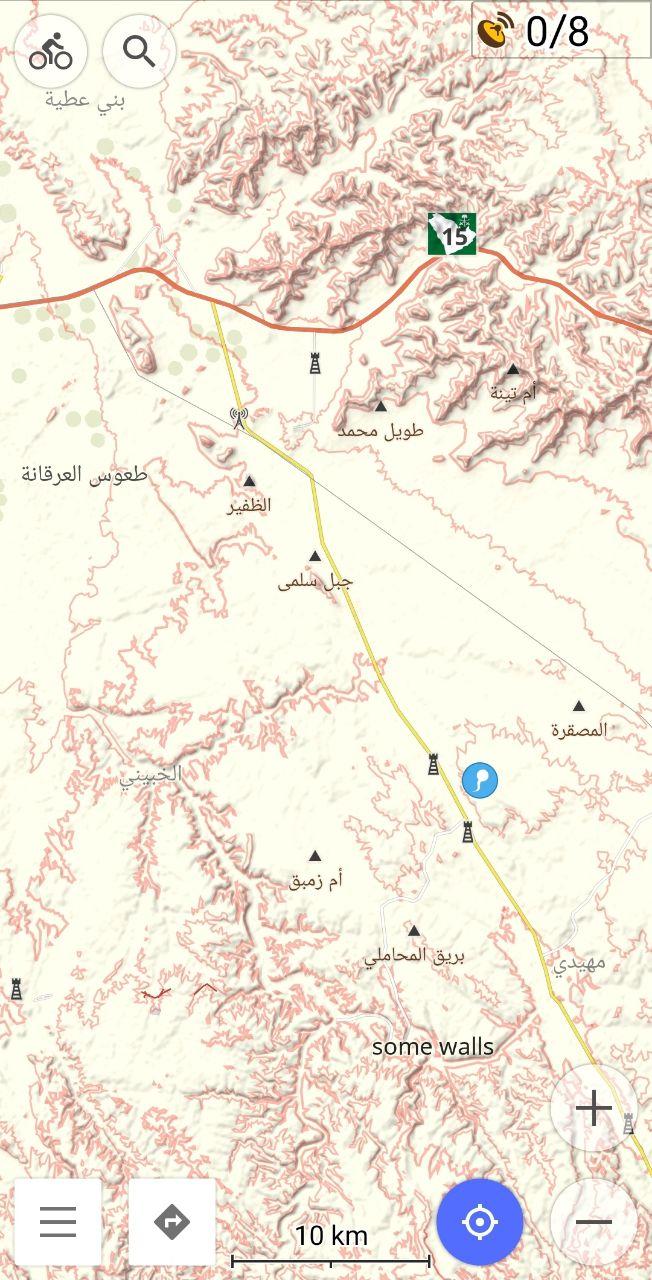 0/8
بني عطية
15
أم تينة
طويل محمد
طعوس العرقانة
الظفير
جبل سلمى
المصقرة
الخبيني
أم زمبق
بريق المحاملي
مهيدي
some walls
10 km